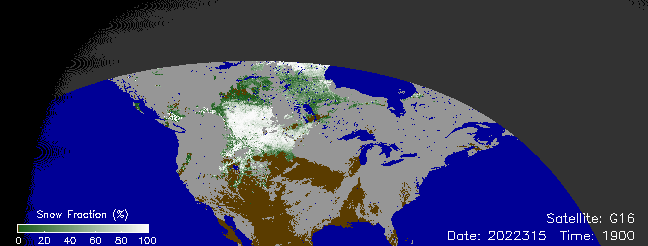 Snow Fraction (%)
0 20 40 60 80 100
Satellite: G16
Date: 2022315 Time: 1900